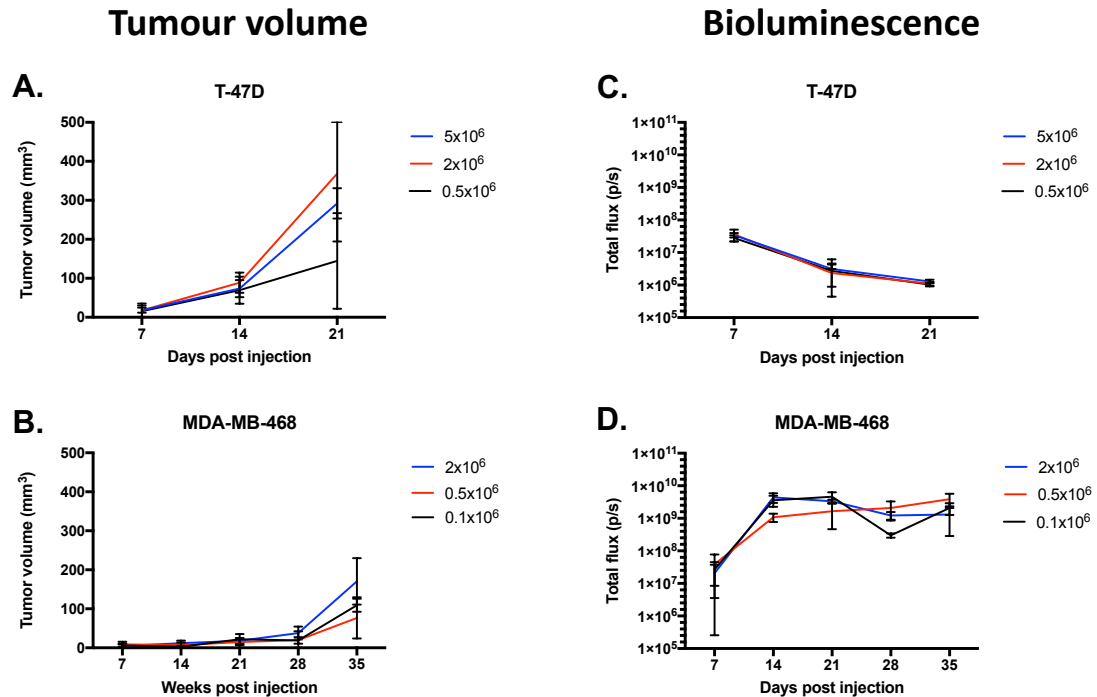 Tumour volume
Bioluminescence
A.
T-47D
Tumor volume (mm³)
500
400
300
200
100
0
7 14 21
Days post injection
5x10⁶
2x10⁶
0.5x10⁶
C.
T-47D
Total flux (p/s)
1×10¹¹
1×10¹⁰
1×10⁹
1×10⁸
1×10⁷
1×10⁶
1×10⁵
7 14 21
Days post injection
5x10⁶
2x10⁶
0.5x10⁶
B.
MDA-MB-468
Tumor volume (mm³)
500
400
300
200
100
0
7 14 21 28 35
Weeks post injection
2x10⁶
0.5x10⁶
0.1x10⁶
D.
MDA-MB-468
Total flux (p/s)
1×10¹¹
1×10¹⁰
1×10⁹
1×10⁸
1×10⁷
1×10⁶
1×10⁵
7 14 21 28 35
Days post injection
2x10⁶
0.5x10⁶
0.1x10⁶